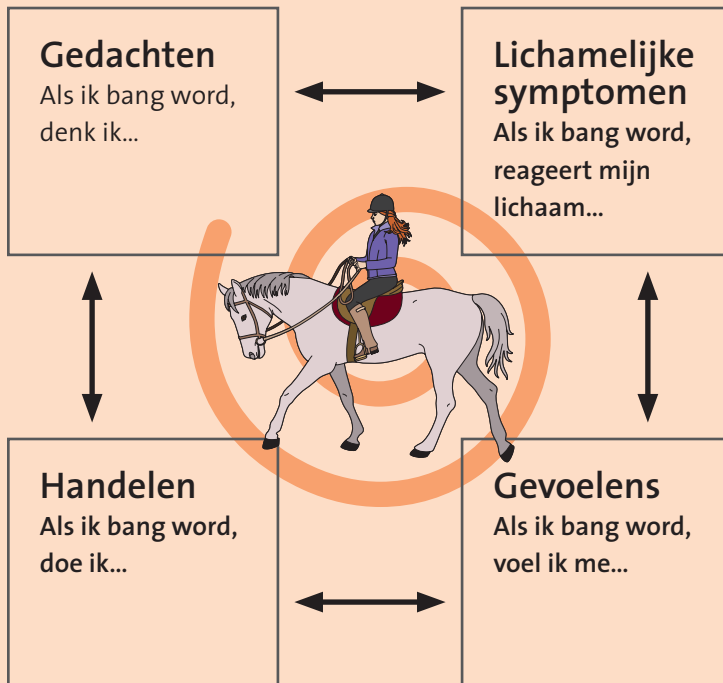 Gedachten
Als ik bang word,
denk ik...
Lichamelijke
symptomen
Als ik bang word,
reageert mijn
lichaam...
Handelen
Als ik bang word,
doe ik...
Gevoelens
Als ik bang word,
voel ik me...